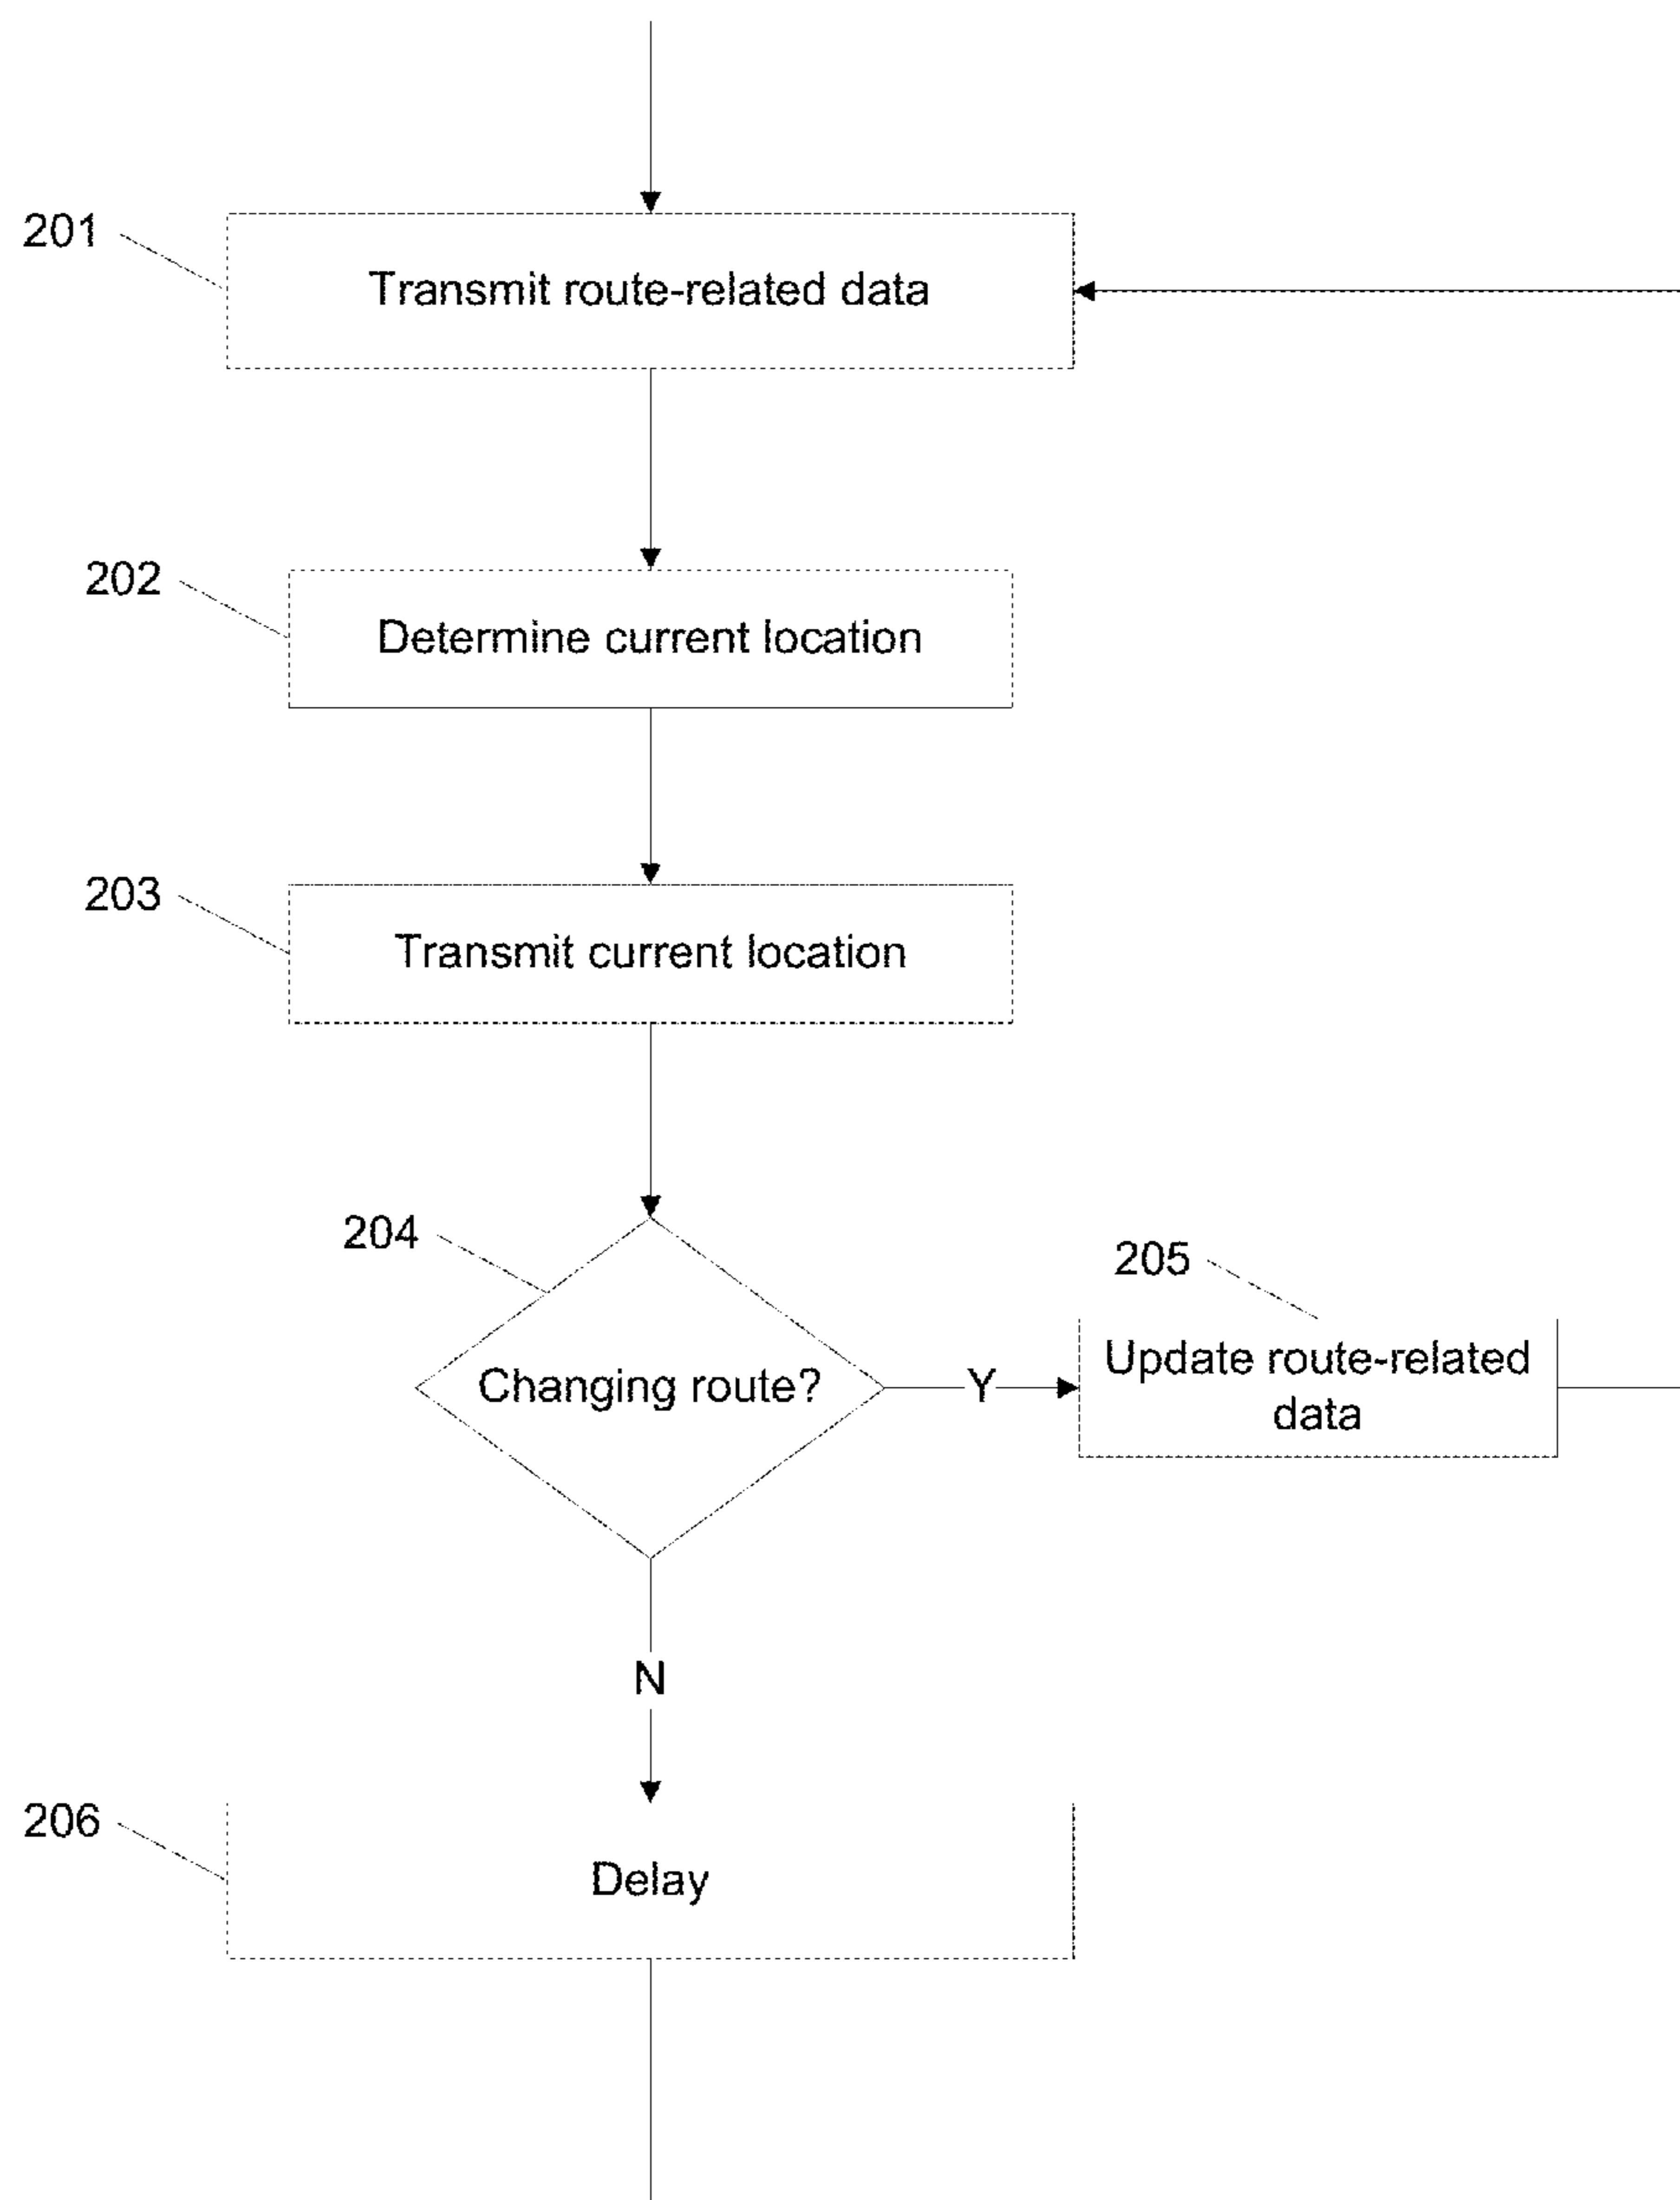 201
Transmit route-related data
202
Determine current location
203
Transmit current location
204
Changing route?
Y
205
Update route-related
data
N
206
Delay